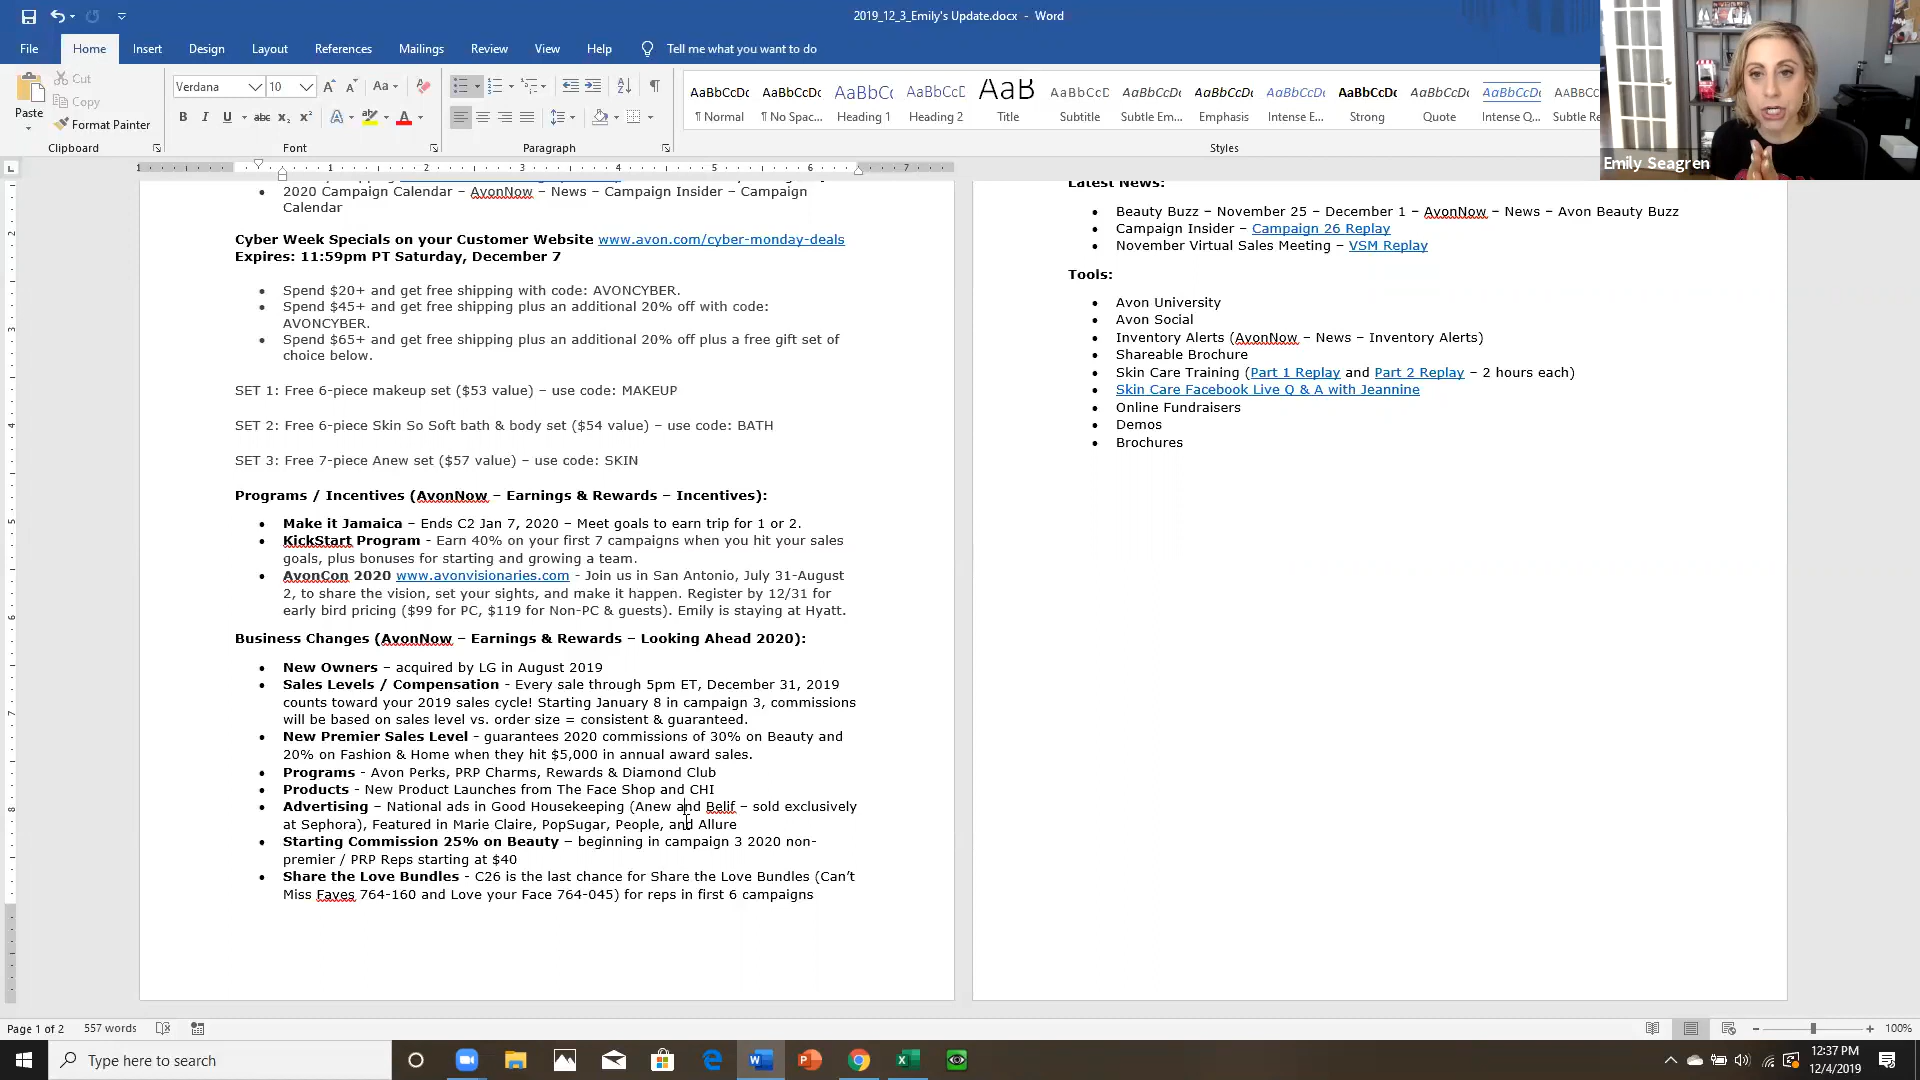 2019_12_3_Emily's Update.docx - Word
File Home Insert Design Layout References Mailings Review View Help Tell me what you want to do
Paste
Cut
Copy
Format Painter
Verdana 10
AaBbCcDc AaBbCcDc AaBbCc AaBbCcD AaB AaBbCcD AaBbCcDc AaBbCcDc AaBbCcDc AaBbCcDc AaBbCcDc AaBbCcDc
¶ Normal ¶ No Spac... Heading 1 Heading 2 Title Subtitle Subtle Em... Emphasis Intense E... Strong Quote Intense Q... Subtle Re
Clipboard Font Paragraph Styles
Emily Seagren
2020 Campaign Calendar – AvonNow – News – Campaign Insider – Campaign
Calendar
Cyber Week Specials on your Customer Website www.avon.com/cyber-monday-deals
Expires: 11:59pm PT Saturday, December 7
Spend $20+ and get free shipping with code: AVONCYBER.
Spend $45+ and get free shipping plus an additional 20% off with code:
AVONCYBER.
Spend $65+ and get free shipping plus an additional 20% off plus a free gift set of
choice below.
SET 1: Free 6-piece makeup set ($53 value) – use code: MAKEUP
SET 2: Free 6-piece Skin So Soft bath & body set ($54 value) – use code: BATH
SET 3: Free 7-piece Anew set ($57 value) – use code: SKIN
Programs / Incentives (AvonNow – Earnings & Rewards – Incentives):
Make it Jamaica – Ends C2 Jan 7, 2020 – Meet goals to earn trip for 1 or 2.
KickStart Program - Earn 40% on your first 7 campaigns when you hit your sales
goals, plus bonuses for starting and growing a team.
AvonCon 2020 www.avonvisionaries.com - Join us in San Antonio, July 31-August
2, to share the vision, set your sights, and make it happen. Register by 12/31 for
early bird pricing ($99 for PC, $119 for Non-PC & guests). Emily is staying at Hyatt.
Business Changes (AvonNow – Earnings & Rewards – Looking Ahead 2020):
New Owners – acquired by LG in August 2019
Sales Levels / Compensation - Every sale through 5pm ET, December 31, 2019
counts toward your 2019 sales cycle! Starting January 8 in campaign 3, commissions
will be based on sales level vs. order size = consistent & guaranteed.
New Premier Sales Level - guarantees 2020 commissions of 30% on Beauty and
20% on Fashion & Home when they hit $5,000 in annual award sales.
Programs - Avon Perks, PRP Charms, Rewards & Diamond Club
Products - New Product Launches from The Face Shop and CHI
Advertising – National ads in Good Housekeeping (Anew and Belif – sold exclusively
at Sephora), Featured in Marie Claire, PopSugar, People, and Allure
Starting Commission 25% on Beauty – beginning in campaign 3 2020 non-
premier / PRP Reps starting at $40
Share the Love Bundles - C26 is the last chance for Share the Love Bundles (Can't
Miss Faves 764-160 and Love your Face 764-045) for reps in first 6 campaigns
Latest News:
Beauty Buzz – November 25 – December 1 – AvonNow – News – Avon Beauty Buzz
Campaign Insider – Campaign 26 Replay
November Virtual Sales Meeting – VSM Replay
Tools:
Avon University
Avon Social
Inventory Alerts (AvonNow – News – Inventory Alerts)
Shareable Brochure
Skin Care Training (Part 1 Replay and Part 2 Replay – 2 hours each)
Skin Care Facebook Live Q & A with Jeannine
Online Fundraisers
Demos
Brochures
Page 1 of 2 557 words 100%
Type here to search
12:37 PM
12/4/2019